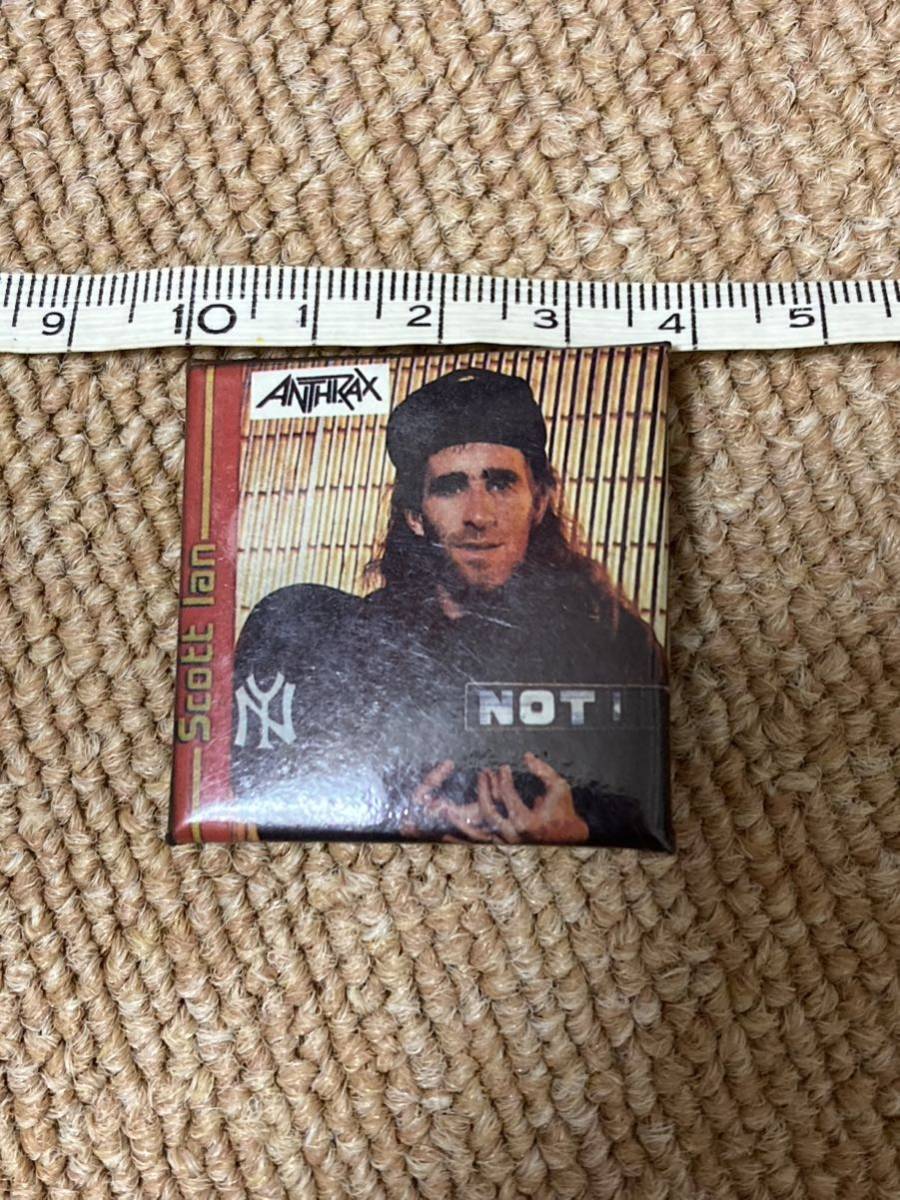 9 10 1 2 3 4 5
ANTHRAX
Scott Ian
NY
NOT